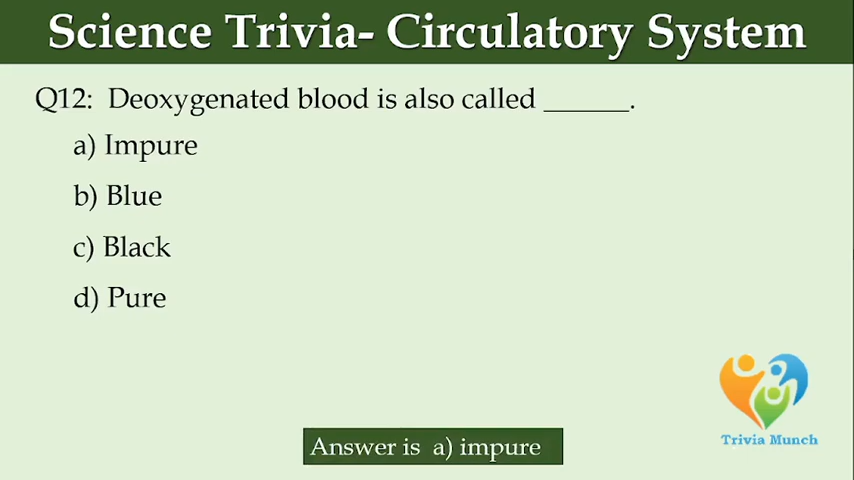 Science Trivia- Circulatory System
Q12: Deoxygenated blood is also called ______.
a) Impure
b) Blue
c) Black
d) Pure
Trivia Munch
Answer is a) impure